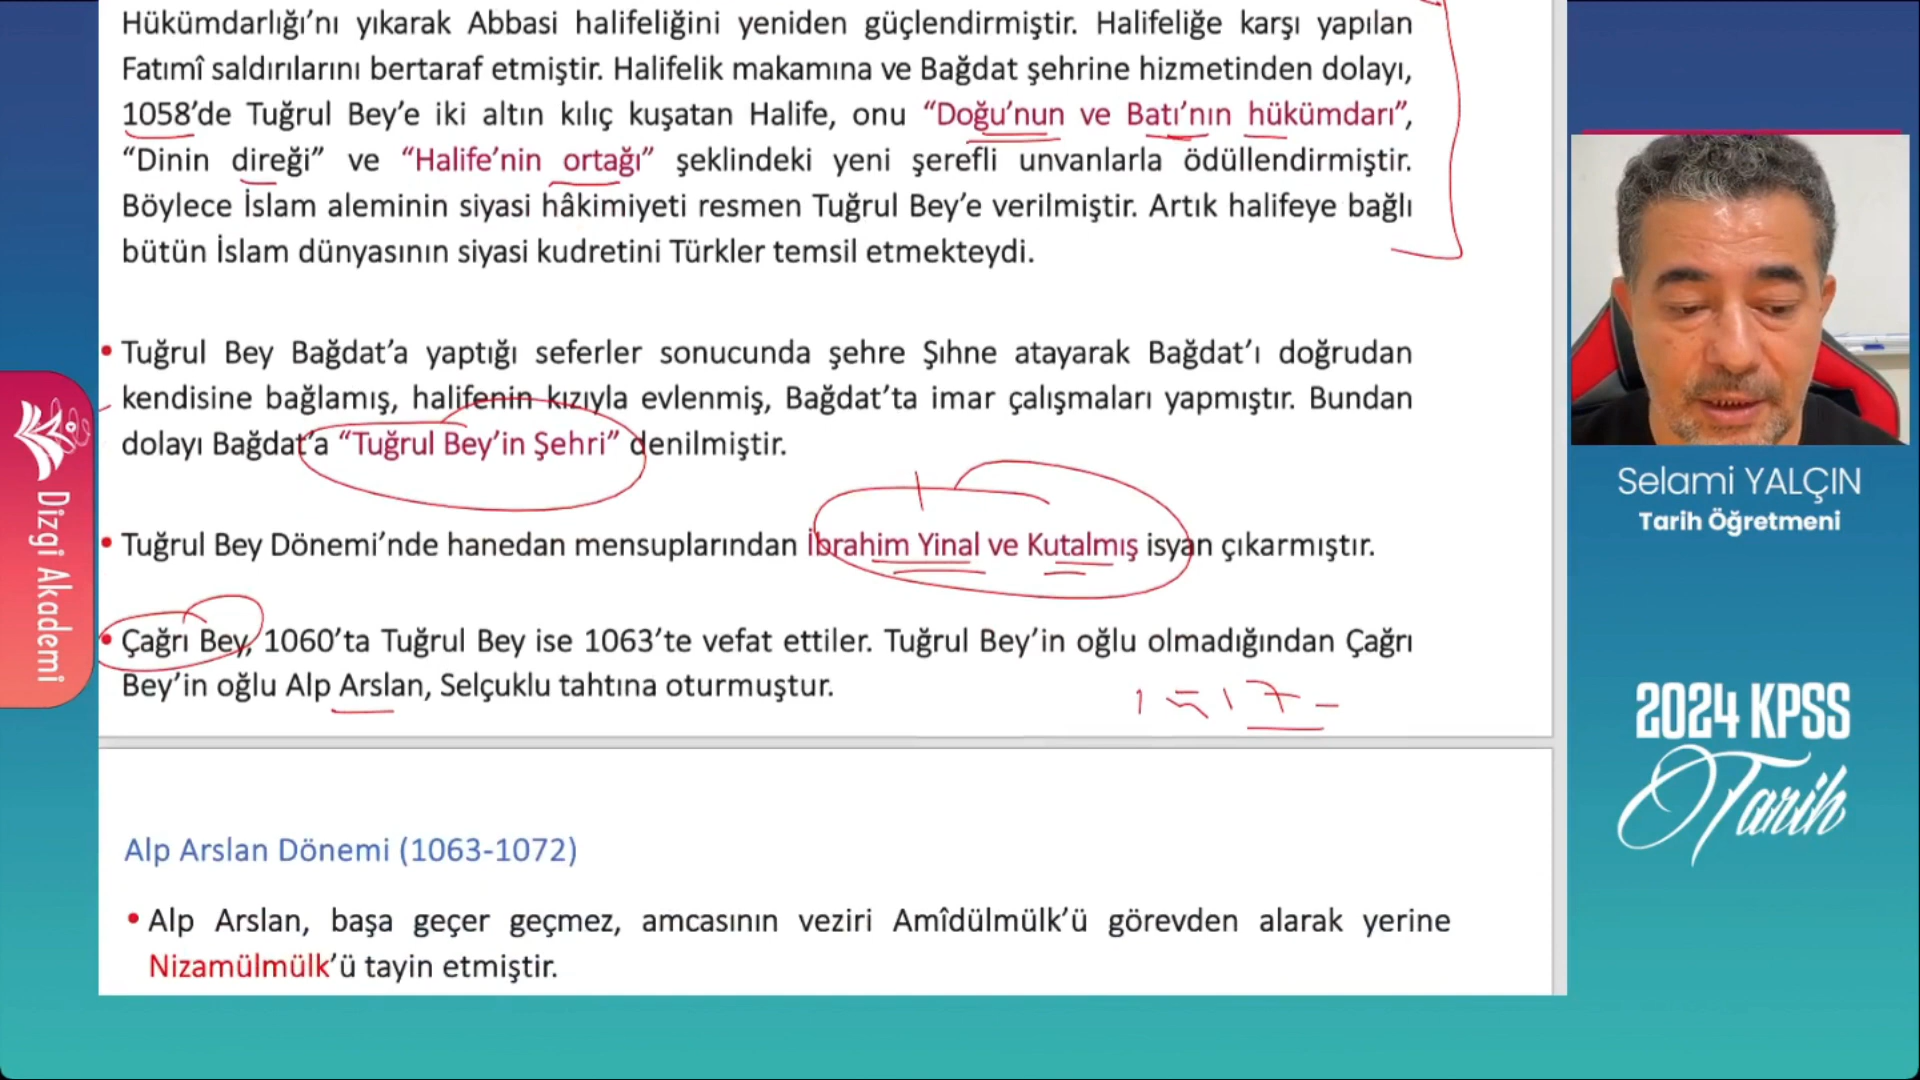 Hükümdarlığı’nı yıkarak Abbasi halifeliğini yeniden güçlendirmiştir. Halifeliğe karşı yapılan
Fatımî saldırılarını bertaraf etmiştir. Halifelik makamına ve Bağdat şehrine hizmetinden dolayı,
1058’de Tuğrul Bey’e iki altın kılıç kuşatan Halife, onu “Doğu’nun ve Batı’nın hükümdarı”,
“Dinin direği” ve “Halife’nin ortağı” şeklindeki yeni şerefli unvanlarla ödüllendirmiştir.
Böylece İslam aleminin siyasi hâkimiyeti resmen Tuğrul Bey’e verilmiştir. Artık halifeye bağlı
bütün İslam dünyasının siyasi kudretini Türkler temsil etmekteydi.
• Tuğrul Bey Bağdat’a yaptığı seferler sonucunda şehre Şıhne atayarak Bağdat’ı doğrudan
kendisine bağlamış, halifenin kızıyla evlenmiş, Bağdat’ta imar çalışmaları yapmıştır. Bundan
dolayı Bağdat’a “Tuğrul Bey’in Şehri” denilmiştir.
• Tuğrul Bey Dönemi’nde hanedan mensuplarından İbrahim Yinal ve Kutalmış isyan çıkarmıştır.
• Çağrı Bey, 1060’ta Tuğrul Bey ise 1063’te vefat ettiler. Tuğrul Bey’in oğlu olmadığından Çağrı
Bey’in oğlu Alp Arslan, Selçuklu tahtına oturmuştur.
1517-
Alp Arslan Dönemi (1063-1072)
• Alp Arslan, başa geçer geçmez, amcasının veziri Amîdülmülk’ü görevden alarak yerine
Nizamülmülk’ü tayin etmiştir.
Dizgi Akademi
Selami YALÇIN
Tarih Öğretmeni
2024 KPSS
Tarih